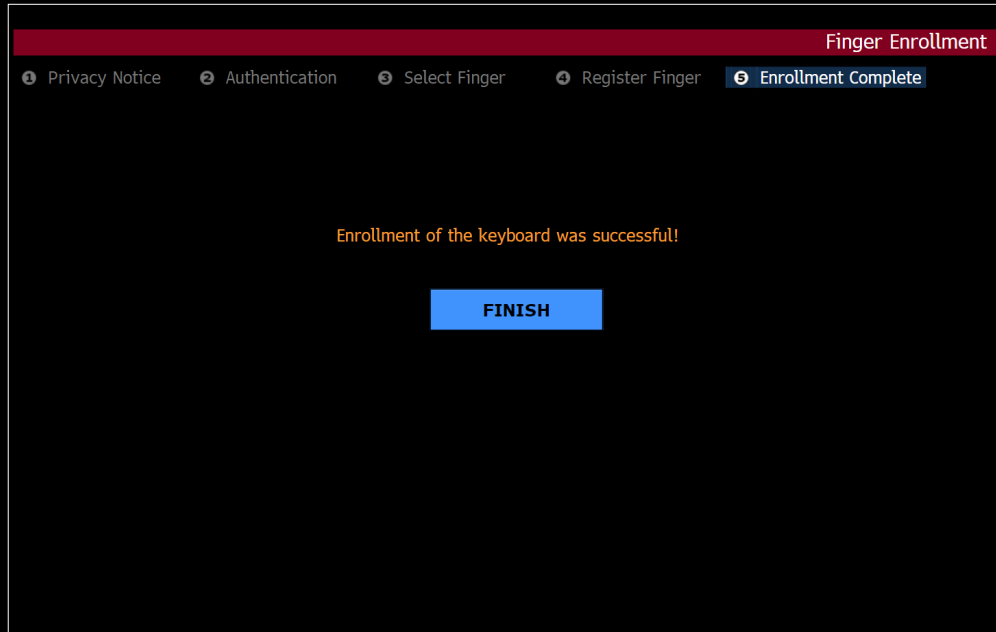 Finger Enrollment
❶ Privacy Notice ❷ Authentication ❸ Select Finger ❹ Register Finger ❺ Enrollment Complete
Enrollment of the keyboard was successful!
FINISH